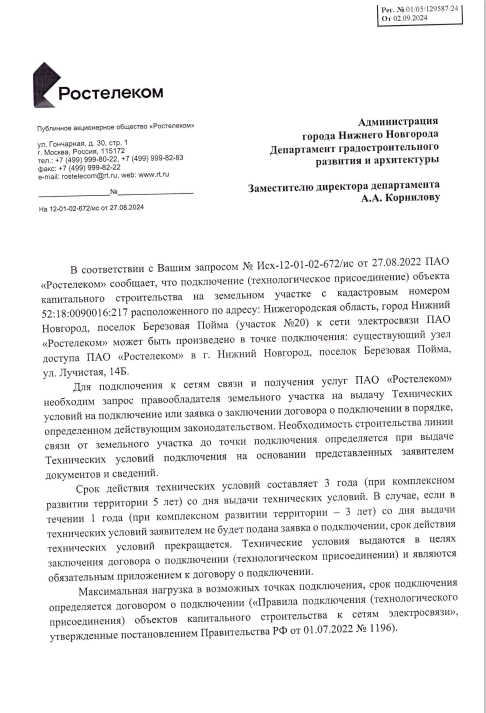 Рег. № 01/05/129587/24
От 02.09.2024
Ростелеком
Публичное акционерное общество «Ростелеком»
ул. Гончарная, д. 30, стр. 1
г. Москва, Россия, 115172
тел.: +7 (499) 999-80-22, +7 (499) 999-82-83
факс: +7 (499) 999-82-22
e-mail: rostelecom@rt.ru, web: www.rt.ru
№
На 12-01-02-672/ис от 27.08.2024
Администрация
города Нижнего Новгорода
Департамент градостроительного
развития и архитектуры
Заместителю директора департамента
А.А. Корнилову
В соответствии с Вашим запросом № Исх-12-01-02-672/ис от 27.08.2022 ПАО
«Ростелеком» сообщает, что подключение (технологическое присоединение) объекта
капитального строительства на земельном участке с кадастровым номером
52:18:0090016:217 расположенного по адресу: Нижегородская область, город Нижний
Новгород, поселок Березовая Пойма (участок №20) к сети электросвязи ПАО
«Ростелеком» может быть произведено в точке подключения: существующий узел
доступа ПАО «Ростелеком» в г. Нижний Новгород, поселок Березовая Пойма,
ул. Лучистая, 14Б.
Для подключения к сетям связи и получения услуг ПАО «Ростелеком»
необходим запрос правообладателя земельного участка на выдачу Технических
условий на подключение или заявка о заключении договора о подключении в порядке,
определенном действующим законодательством. Необходимость строительства линии
связи от земельного участка до точки подключения определяется при выдаче
Технических условий подключения на основании представленных заявителем
документов и сведений.
Срок действия технических условий составляет 3 года (при комплексном
развитии территории 5 лет) со дня выдачи технических условий. В случае, если в
течении 1 года (при комплексном развитии территории – 3 лет) со дня выдачи
технических условий заявителем не будет подана заявка о подключении, срок действия
технических условий прекращается. Технические условия выдаются в целях
заключения договора о подключении (технологическом присоединении) и являются
обязательным приложением к договору о подключении.
Максимальная нагрузка в возможных точках подключения, срок подключения
определяется договором о подключении («Правила подключения (технологического
присоединения) объектов капитального строительства к сетям электросвязи»,
утвержденные постановлением Правительства РФ от 01.07.2022 № 1196).